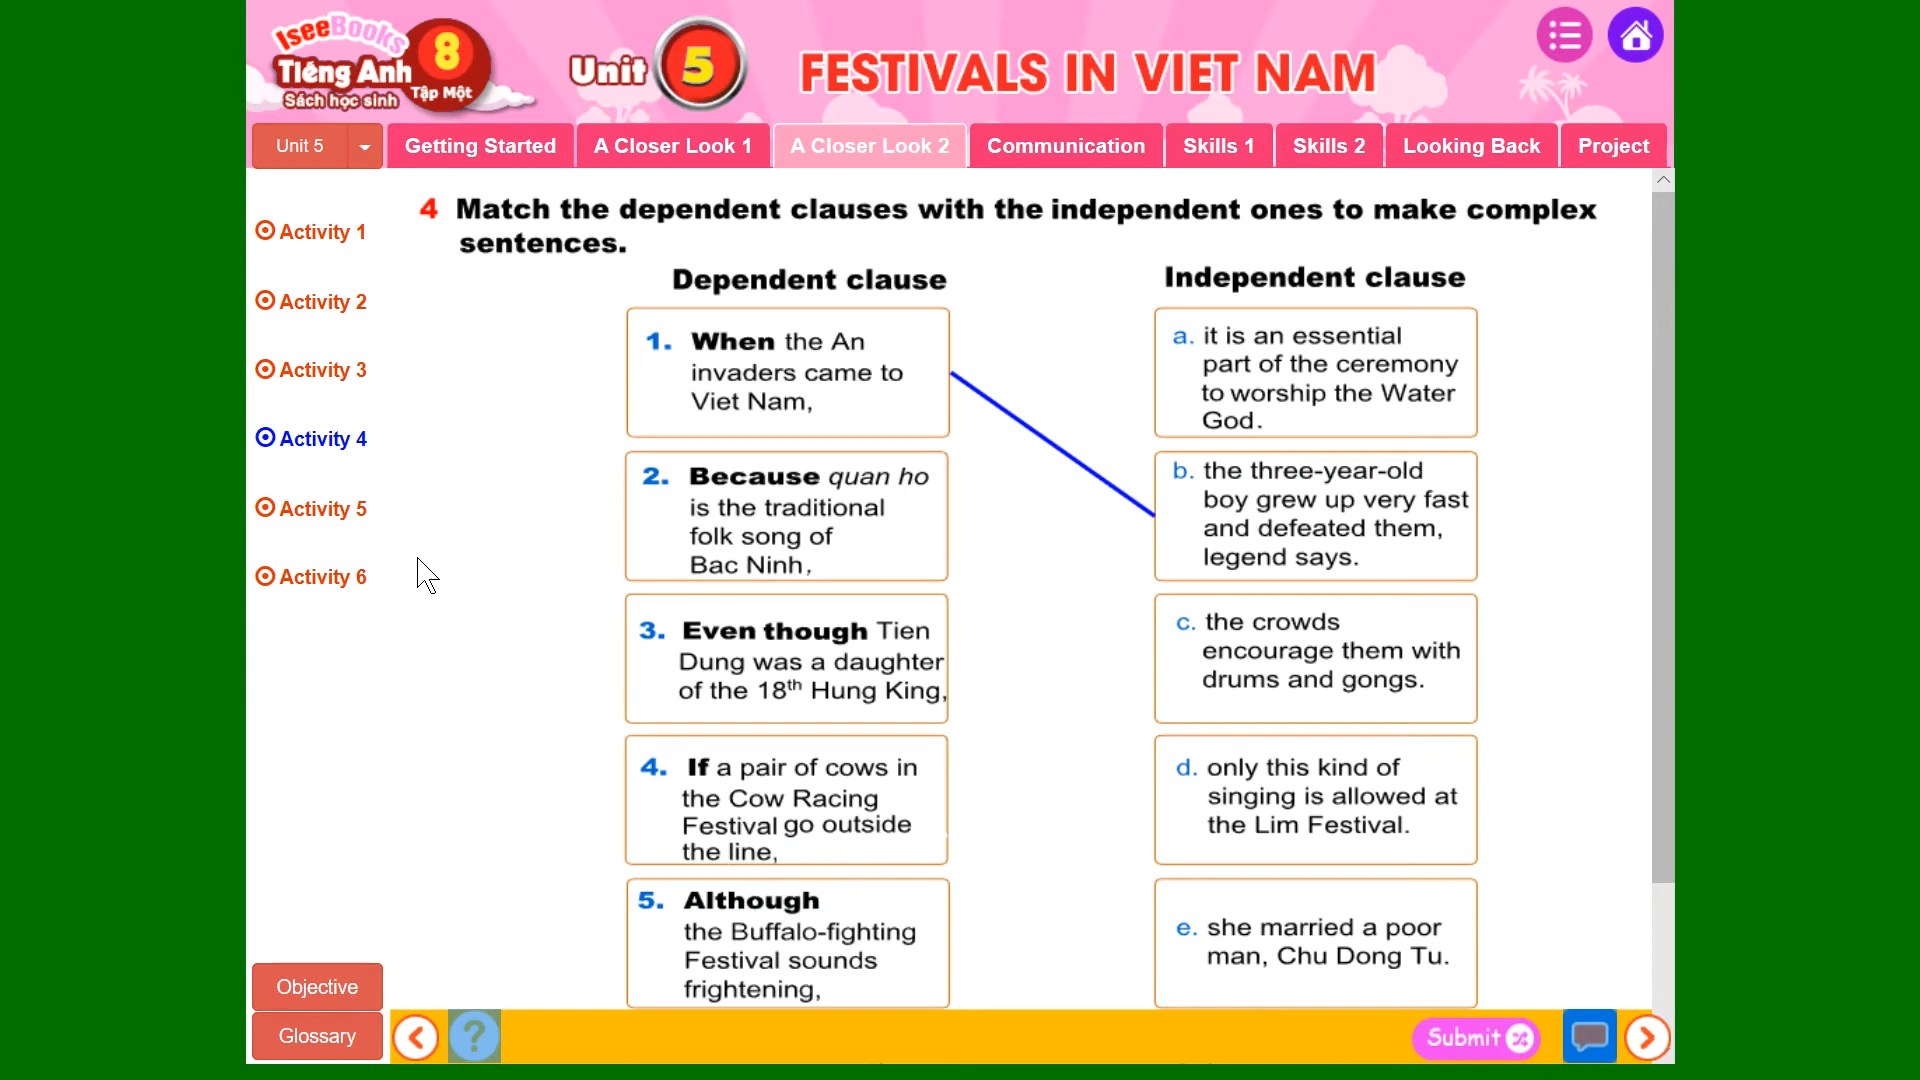 IseeBooks
Tiếng Anh 8
Sách học sinh Tập Một
Unit 5 FESTIVALS IN VIET NAM
Unit 5 Getting Started A Closer Look 1 A Closer Look 2 Communication Skills 1 Skills 2 Looking Back Project
Activity 1
Activity 2
Activity 3
Activity 4
Activity 5
Activity 6
Objective
Glossary
4 Match the dependent clauses with the independent ones to make complex
sentences.
Dependent clause
1. When the An
invaders came to
Viet Nam,
2. Because quan ho
is the traditional
folk song of
Bac Ninh,
3. Even though Tien
Dung was a daughter
of the 18th Hung King,
4. If a pair of cows in
the Cow Racing
Festival go outside
the line,
5. Although
the Buffalo-fighting
Festival sounds
frightening,
Independent clause
a. it is an essential
part of the ceremony
to worship the Water
God.
b. the three-year-old
boy grew up very fast
and defeated them,
legend says.
c. the crowds
encourage them with
drums and gongs.
d. only this kind of
singing is allowed at
the Lim Festival.
e. she married a poor
man, Chu Dong Tu.
?
Submit